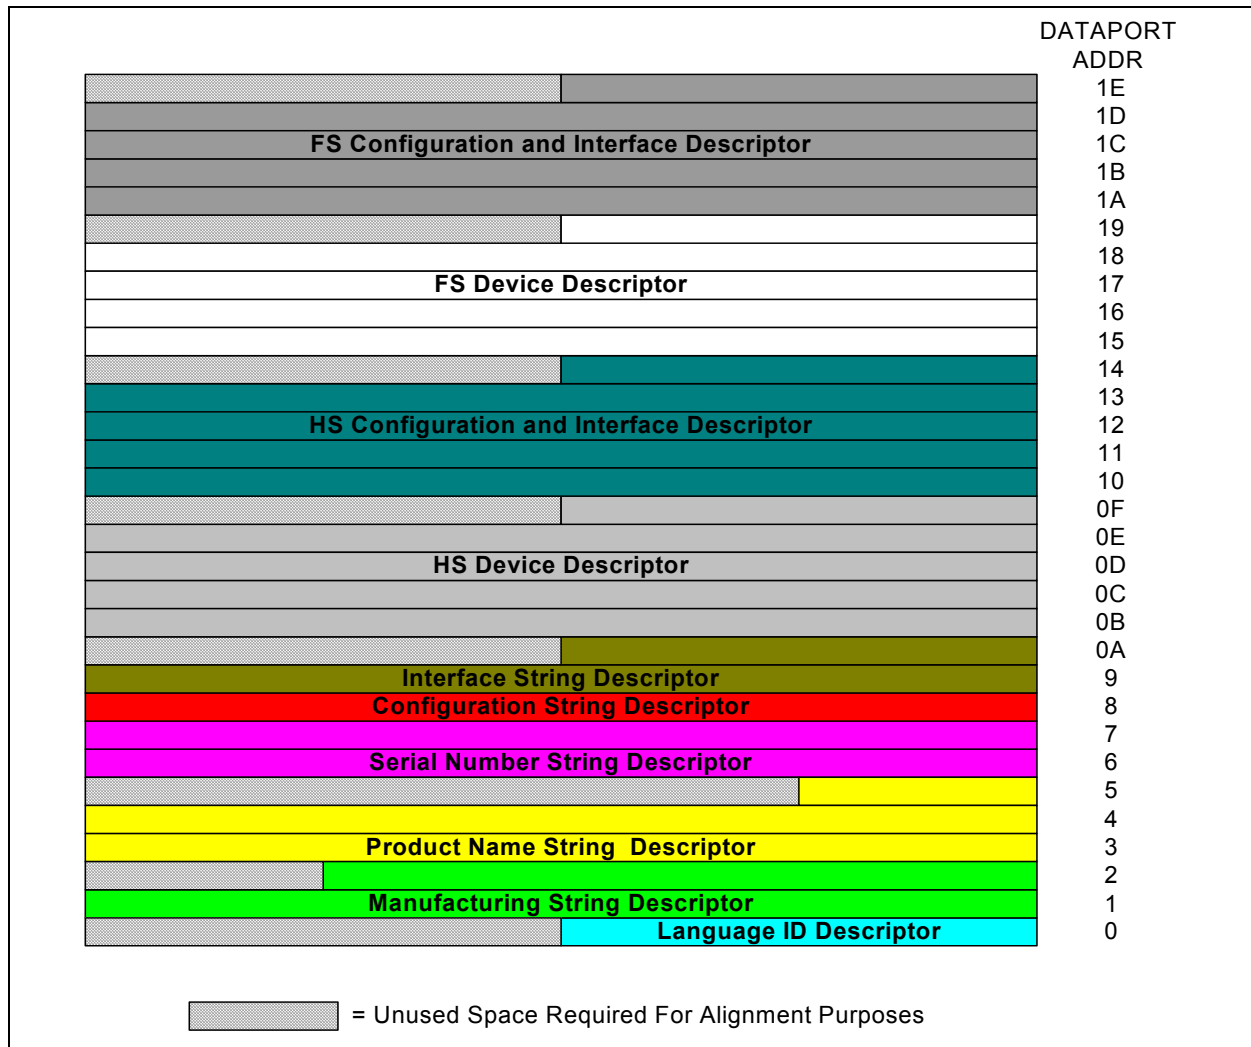 DATAPORT
ADDR
1E
1D
FS Configuration and Interface Descriptor 1C
1B
1A
19
18
FS Device Descriptor 17
16
15
14
13
HS Configuration and Interface Descriptor 12
11
10
0F
0E
HS Device Descriptor 0D
0C
0B
0A
Interface String Descriptor 9
Configuration String Descriptor 8
7
Serial Number String Descriptor 6
5
4
Product Name String Descriptor 3
2
Manufacturing String Descriptor 1
Language ID Descriptor 0
= Unused Space Required For Alignment Purposes